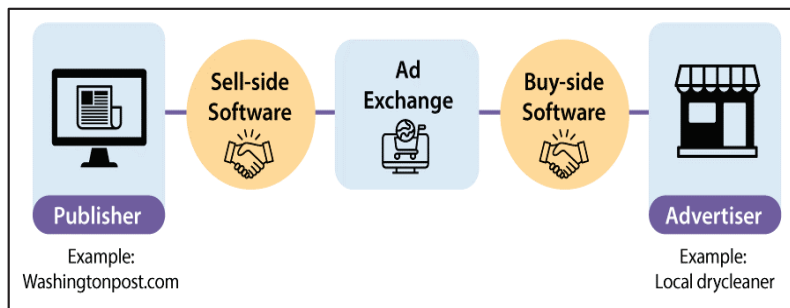 Sell-side
Software
Ad
Exchange
Buy-side
Software
Publisher
Advertiser
Example:
Washingtonpost.com
Example:
Local drycleaner